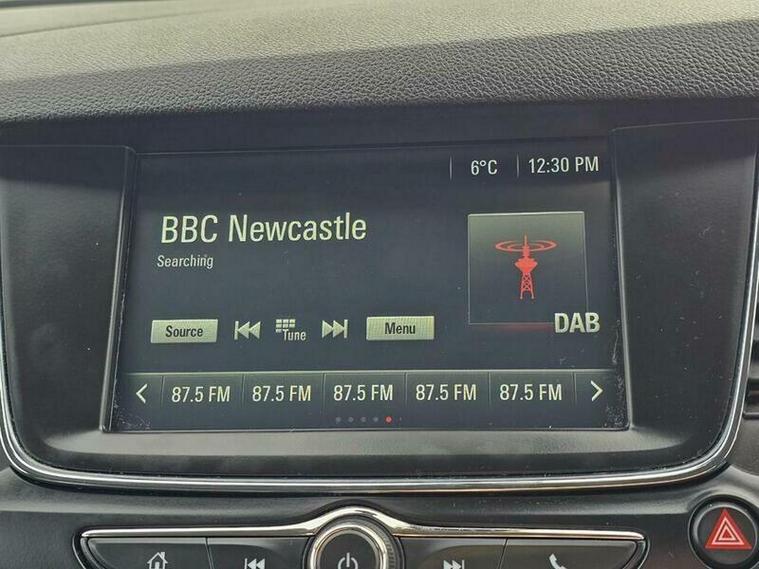 6°C 12:30 PM
BBC Newcastle
Searching
DAB
Source Tune Menu
87.5 FM 87.5 FM 87.5 FM 87.5 FM 87.5 FM